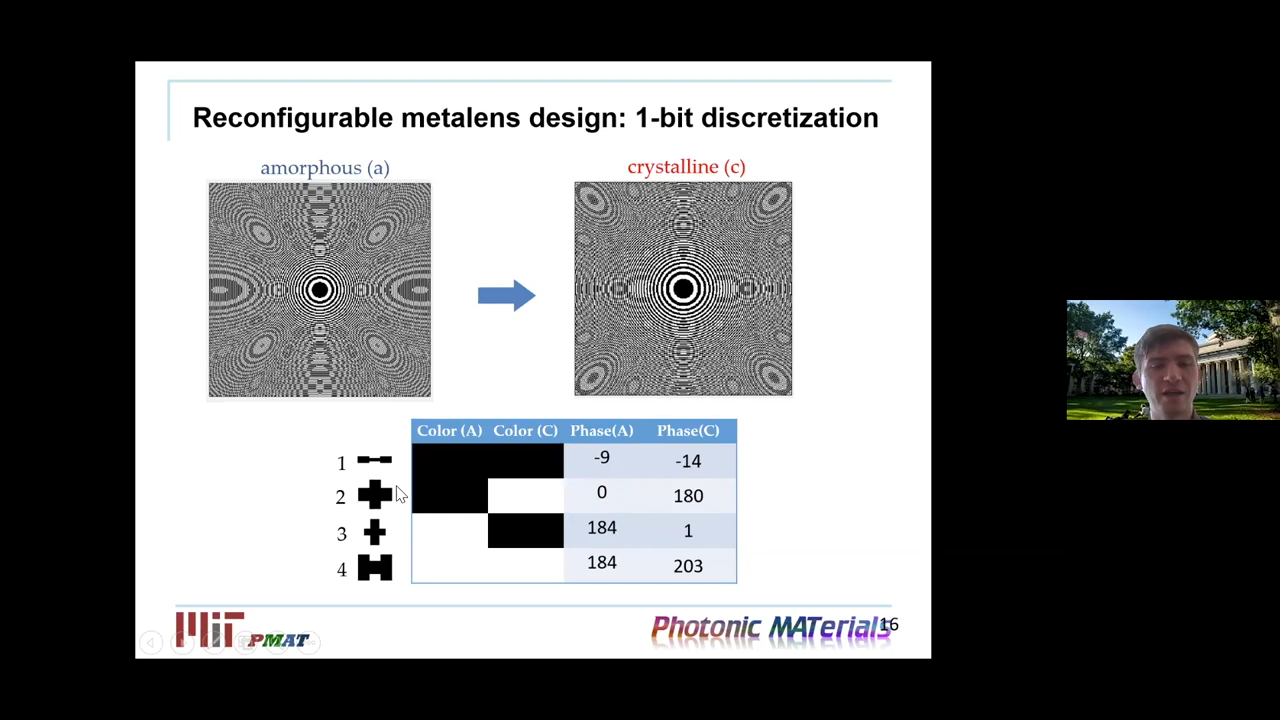 Reconfigurable metalens design: 1-bit discretization
amorphous (a)
crystalline (c)
Color (A) Color (C) Phase(A) Phase(C)
1 -9 -14
2 0 180
3 184 1
4 184 203
MIT PMAT
Photonic MATerials
16